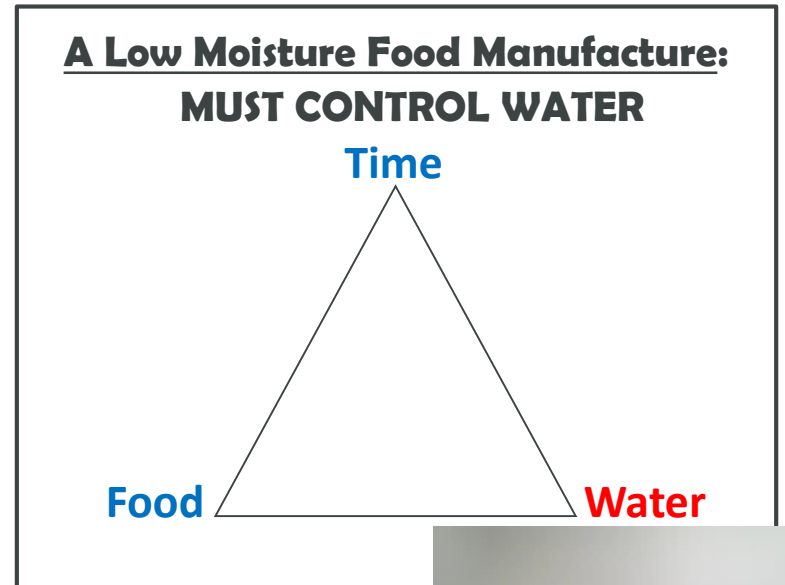 A Low Moisture Food Manufacture:
MUST CONTROL WATER
Time
Food Water